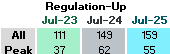 Regulation-Up
Jul-23 Jul-24 Jul-25
All 111 149 159
Peak 37 62 55